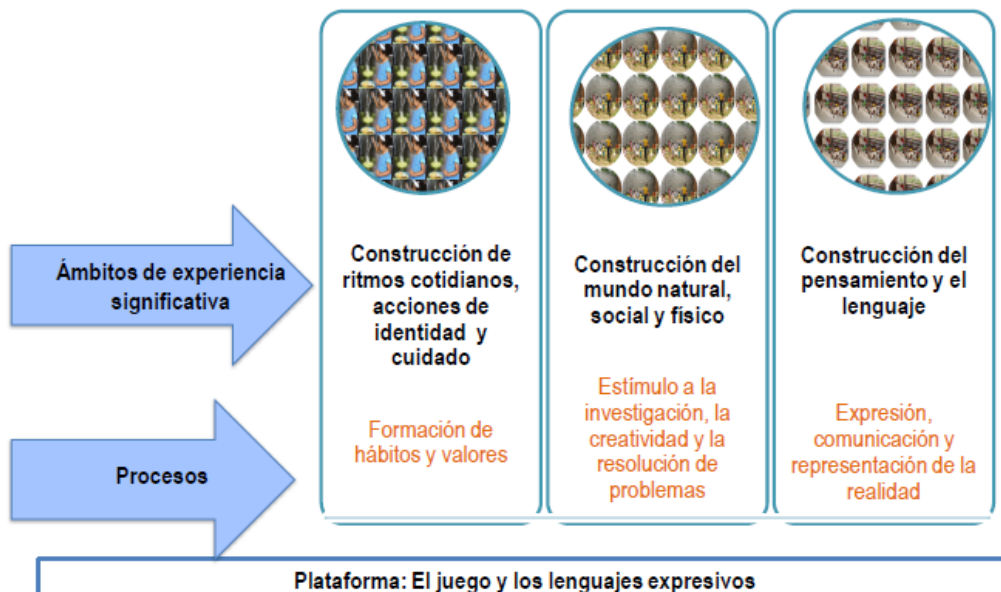 Ámbitos de experiencia
significativa
Construcción de
ritmos cotidianos,
acciones de
identidad y
cuidado
Construcción del
mundo natural,
social y físico
Construcción del
pensamiento y el
lenguaje
Procesos
Formación de
hábitos y valores
Estímulo a la
investigación, la
creatividad y la
resolución de
problemas
Expresión,
comunicación y
representación de la
realidad
Plataforma: El juego y los lenguajes expresivos